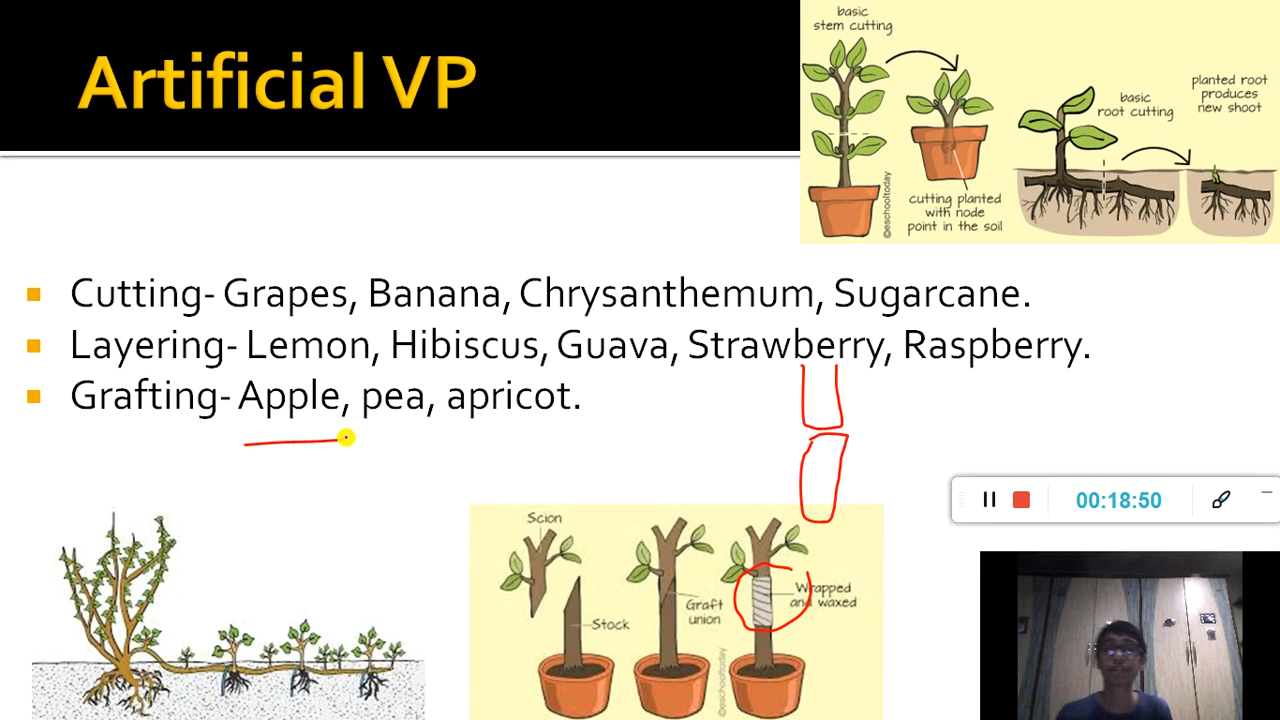 Artificial VP
basic
stem cutting
cutting planted
with node
point in the soil
©eschooltoday
basic
root cutting
planted root
produces
new shoot
Cutting- Grapes, Banana, Chrysanthemum, Sugarcane.
Layering- Lemon, Hibiscus, Guava, Strawberry, Raspberry.
Grafting- Apple, pea, apricot.
Scion
Stock
Graft
union
Wrapped
and waxed
©eschooltoday
00:18:50